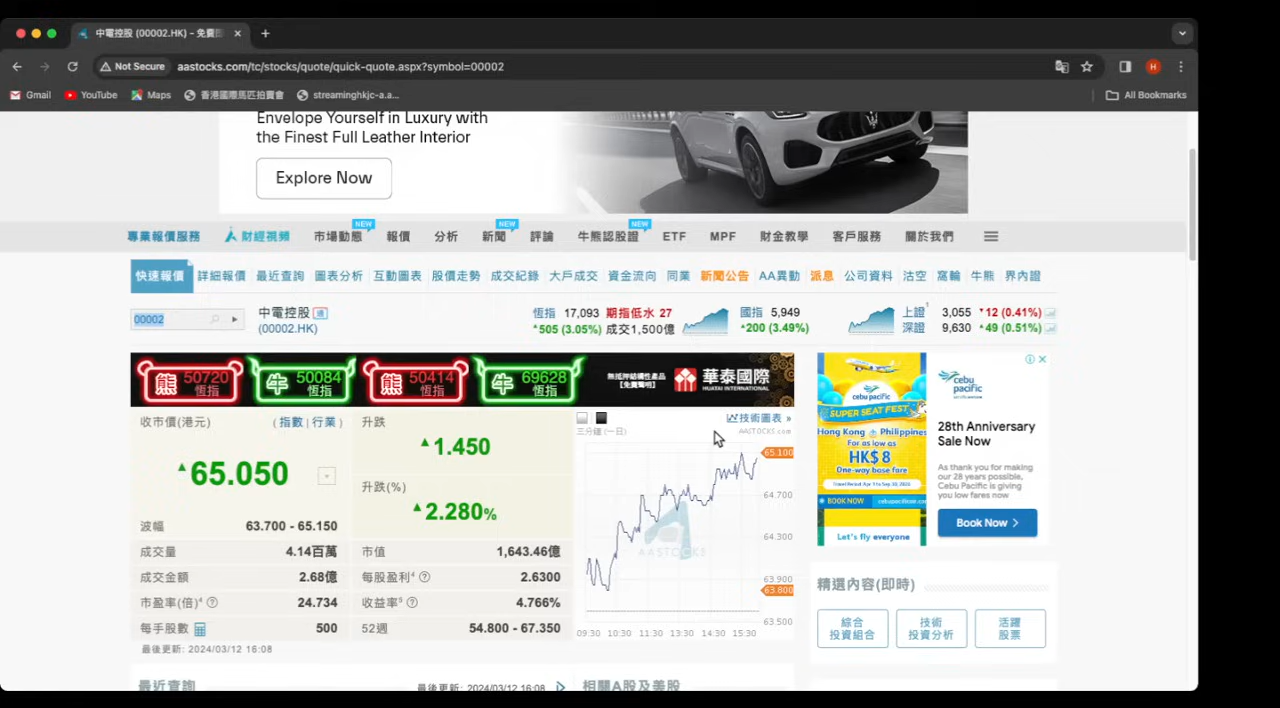 中電控股 (00002.HK) - 免費
Not Secure
aastocks.com/tc/stocks/quote/quick-quote.aspx?symbol=00002
H
Gmail
YouTube
Maps
香港國際馬匹拍賣會
streaminghkjc-a.a...
All Bookmarks
Envelope Yourself in Luxury with
the Finest Full Leather Interior
Explore Now
專業報價服務 財經視頻 市場動態 NEW 報價 分析 新聞 NEW 評論 牛熊認股證 NEW ETF MPF 財金教學 客戶服務 關於我們
快速報價 詳細報價 最近查詢 圖表分析 互動圖表 股價走勢 成交紀錄 大戶成交 資金流向 同業 新聞公告 AA異動 派息 公司資料 沽空 窩輪 牛熊 界內證
00002
中電控股
(00002.HK)
恆指 17,093 期指低水 27
505 (3.05%) 成交1,500億
國指 5,949
200 (3.49%)
上證 3,055 12 (0.41%)
深證 9,630 49 (0.51%)
熊 50720 恆指
牛 50084 恆指
熊 50414 恆指
牛 69628 恆指
華泰國際
HUATAI INTERNATIONAL
收市價(港元) (指數|行業)
65.050
波幅 63.700 - 65.150
升跌
1.450
升跌(%)
2.280%
成交量 4.14百萬 市值 1,643.46億
成交金額 2.68億 每股盈利4 2.6300
市盈率(倍)4 24.734 收益率5 4.766%
每手股數 500 52週 54.800 - 67.350
最後更新: 2024/03/12 16:08
技術圖表 »
三分鐘 (一日)
AASTOCKS.com
65.100
64.700
64.300
63.900
63.800
63.500
AASTOCKS
09:30 10:30 11:30 13:30 14:30 15:30
cebu pacific
SUPER SEAT FEST
Hong Kong Philippines
For as low as
HK$ 8
One-way base fare
BOOK NOW
Let's fly everyone
cebu
pacific
28th Anniversary
Sale Now
As thank you for making
our 28 years possible,
Cebu Pacific is giving
you low fares now
Book Now
精選內容(即時)
綜合
投資組合
技術
投資分析
活躍
股票
最近查詢
最後更新: 2024/03/12 16:08
相關A股及美股